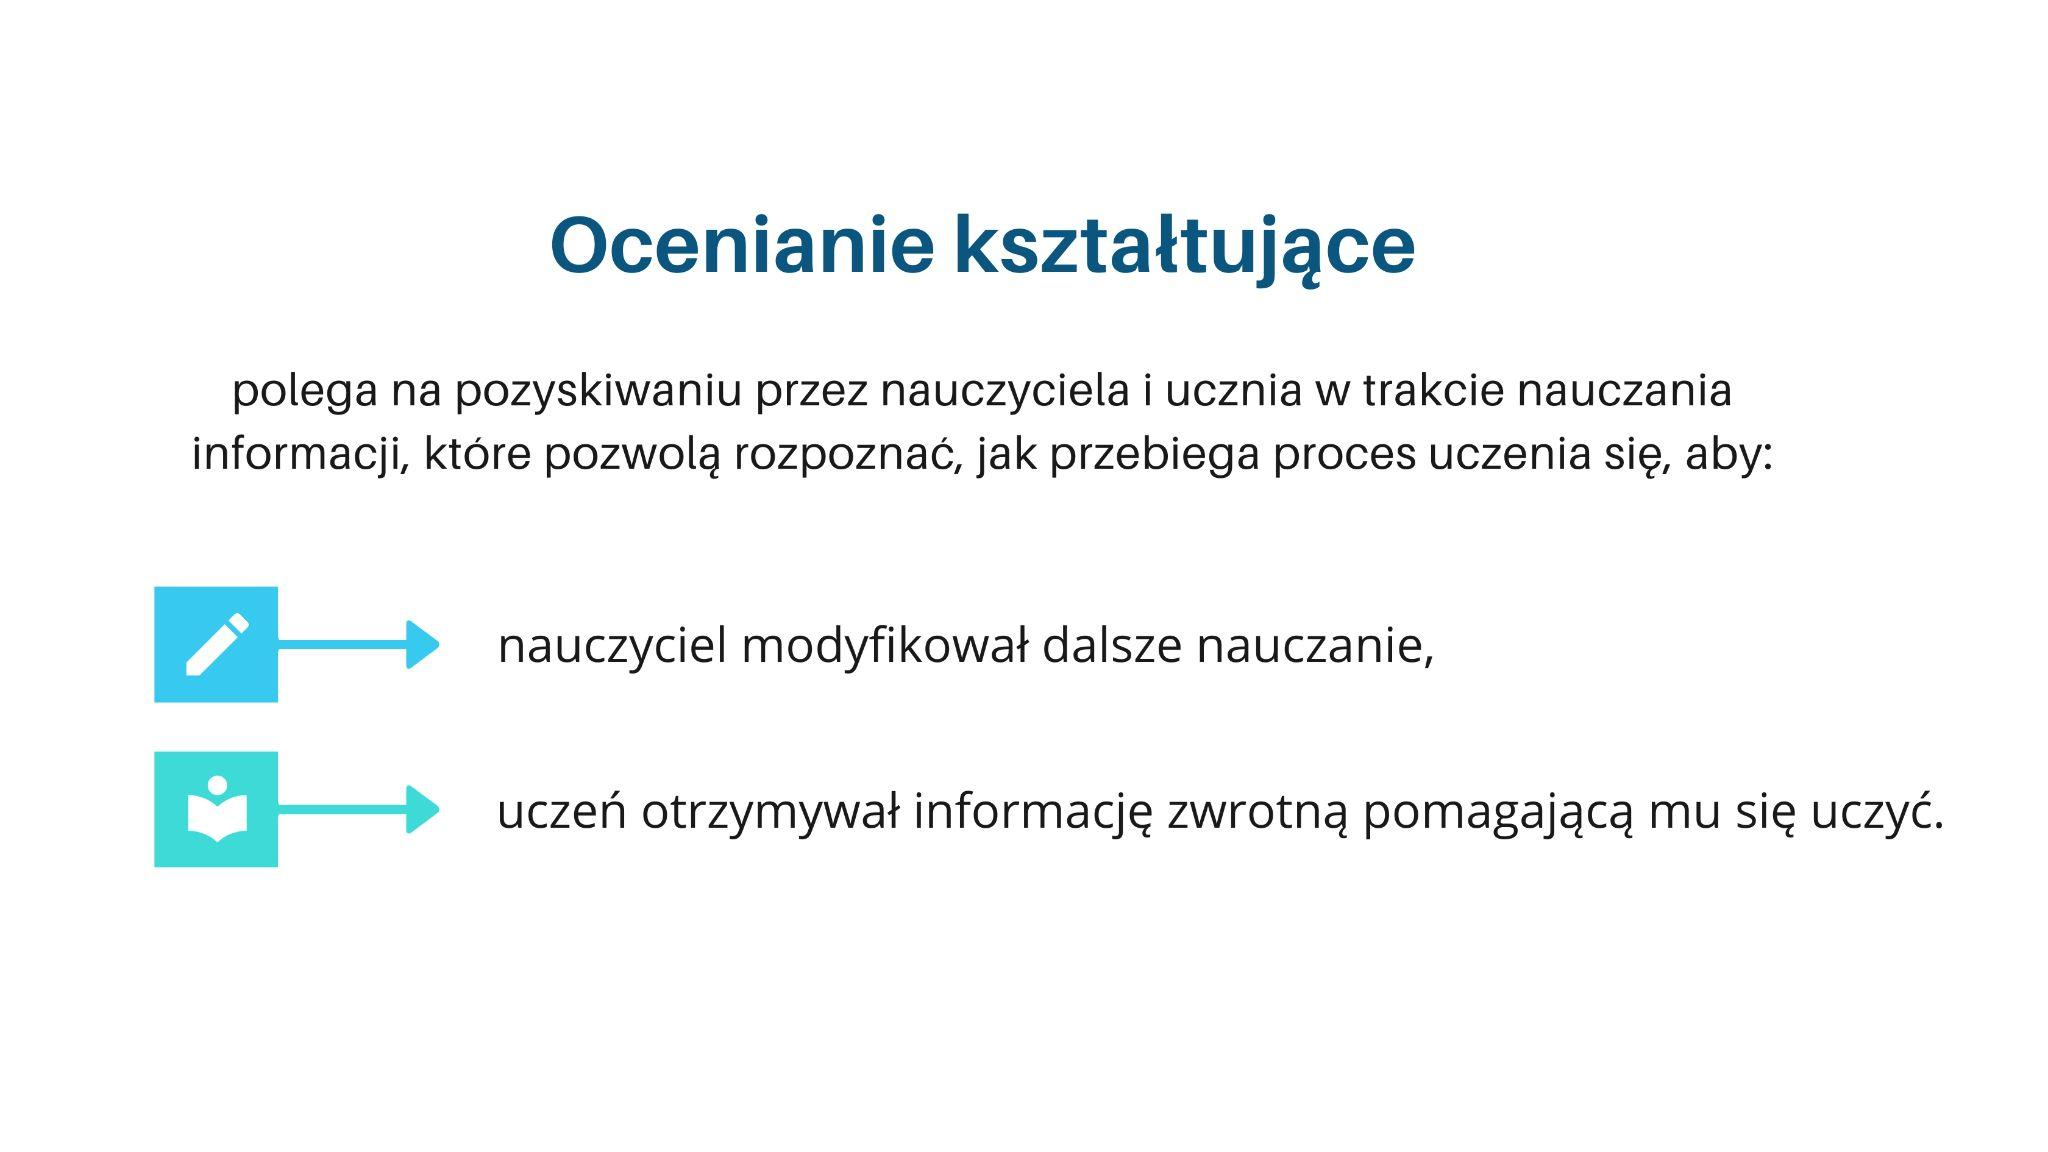 Ocenianie kształtujące
polega na pozyskiwaniu przez nauczyciela i ucznia w trakcie nauczania
informacji, które pozwolą rozpoznać, jak przebiega proces uczenia się, aby:
nauczyciel modyfikował dalsze nauczanie,
uczeń otrzymywał informację zwrotną pomagającą mu się uczyć.